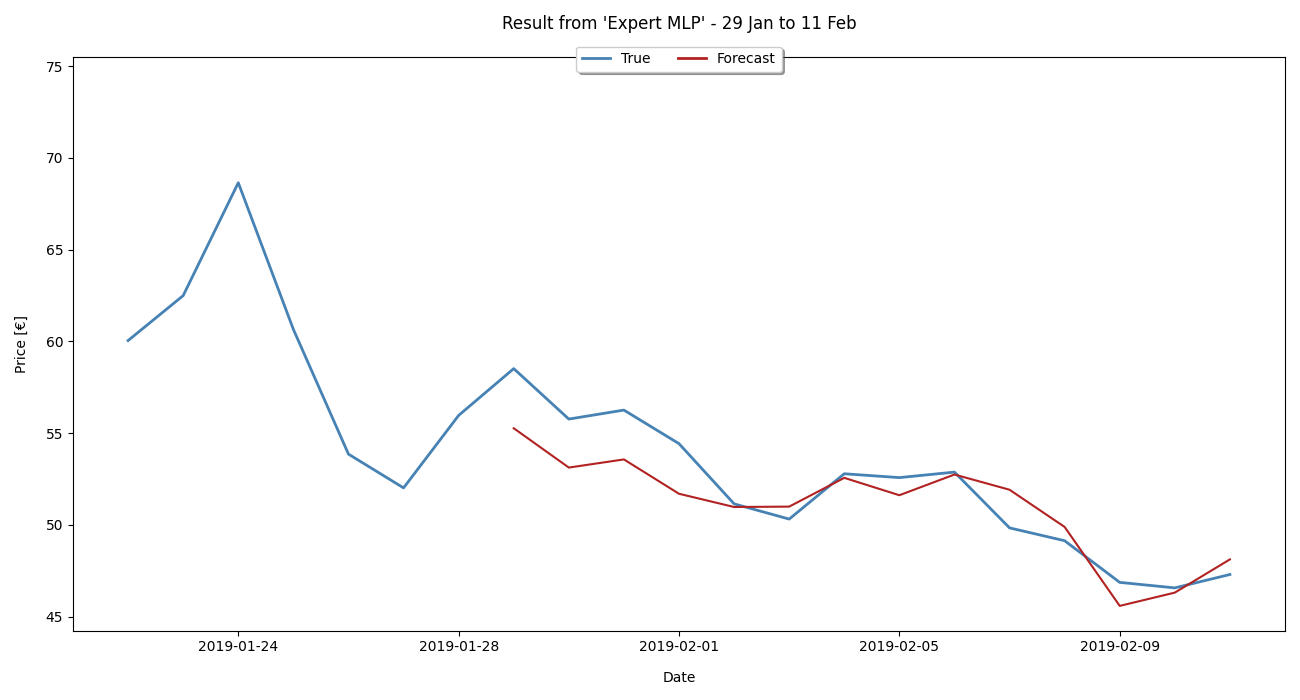 Result from 'Expert MLP' - 29 Jan to 11 Feb
True Forecast
75
70
65
60
55
50
45
Price [€]
2019-01-24 2019-01-28 2019-02-01 2019-02-05 2019-02-09
Date